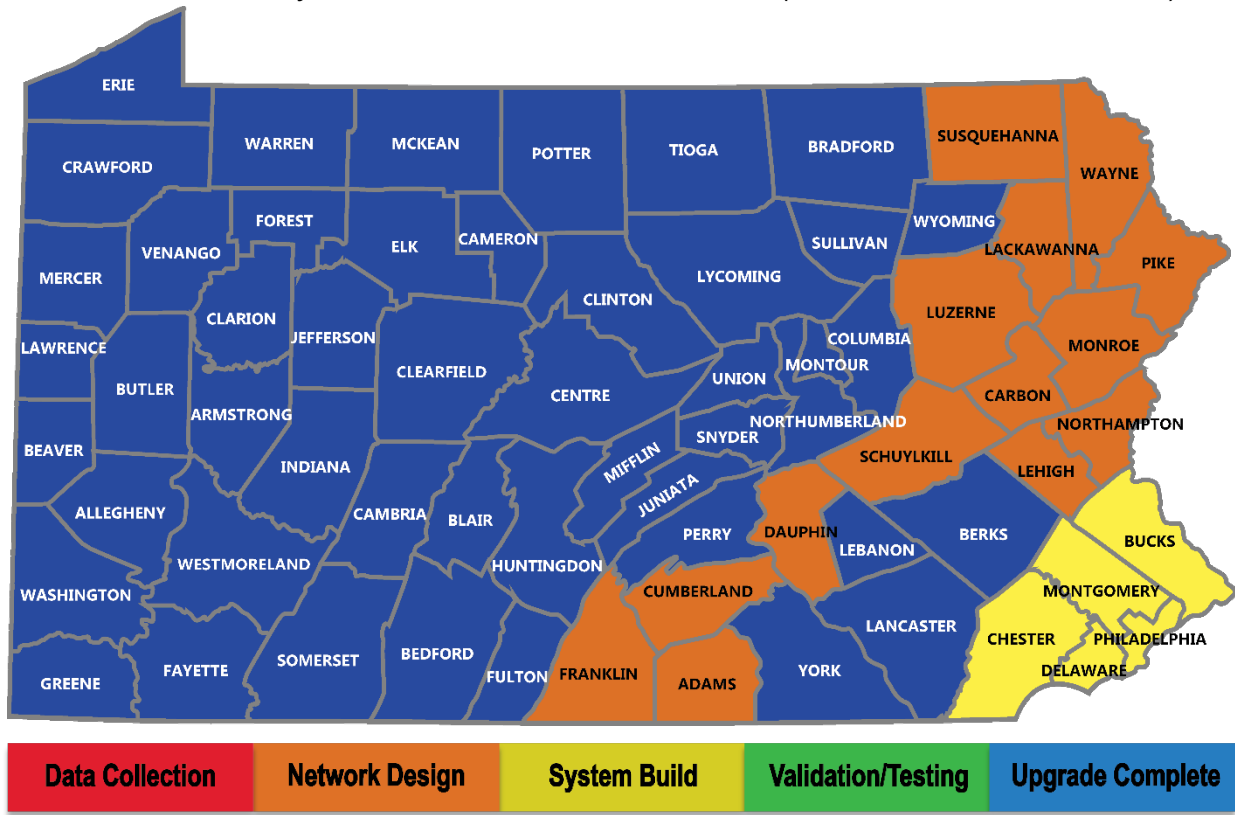 ERIE
CRAWFORD
WARREN
MCKEAN
POTTER
TIOGA
BRADFORD
SUSQUEHANNA
WAYNE
WYOMING
LACKAWANNA
PIKE
FOREST
VENANGO
ELK
CAMERON
SULLIVAN
LYCOMING
MERCER
CLINTON
CLARION
LUZERNE
JEFFERSON
COLUMBIA
MONROE
LAWRENCE
MONTOUR
CLEARFIELD
UNION
BUTLER
CENTRE
CARBON
ARMSTRONG
NORTHUMBERLAND
NORTHAMPTON
SNYDER
BEAVER
SCHUYLKILL
MIFFLIN
INDIANA
LEHIGH
JUNIATA
ALLEGHENY
CAMBRIA
BLAIR
PERRY
DAUPHIN
LEBANON
BERKS
BUCKS
WESTMORELAND
HUNTINGDON
WASHINGTON
CUMBERLAND
MONTGOMERY
LANCASTER
CHESTER
PHILADELPHIA
SOMERSET
BEDFORD
FAYETTE
GREENE
FULTON
FRANKLIN
ADAMS
YORK
DELAWARE
Data Collection
Network Design
System Build
Validation/Testing
Upgrade Complete